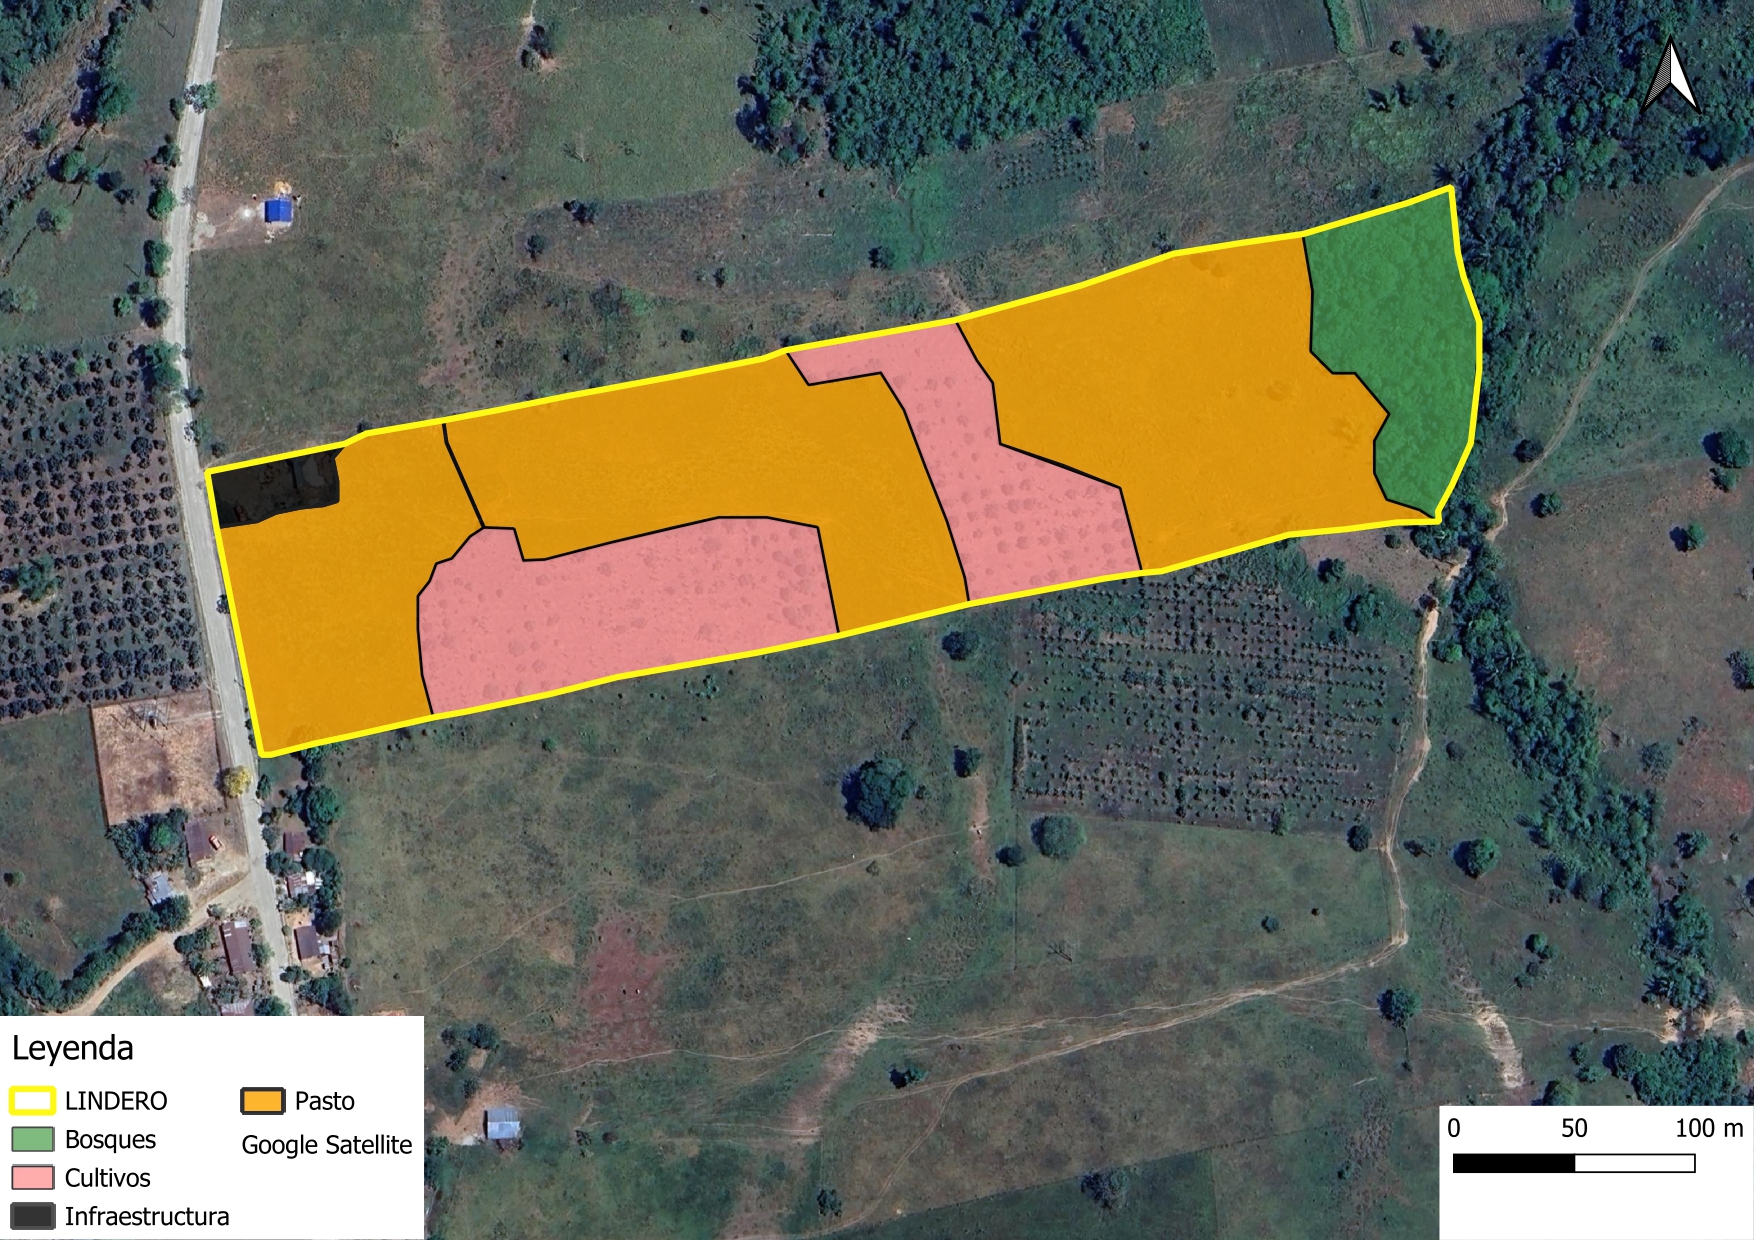 Leyenda
LINDERO
Bosques
Cultivos
Infraestructura
Pasto
Google Satellite
0 50 100 m